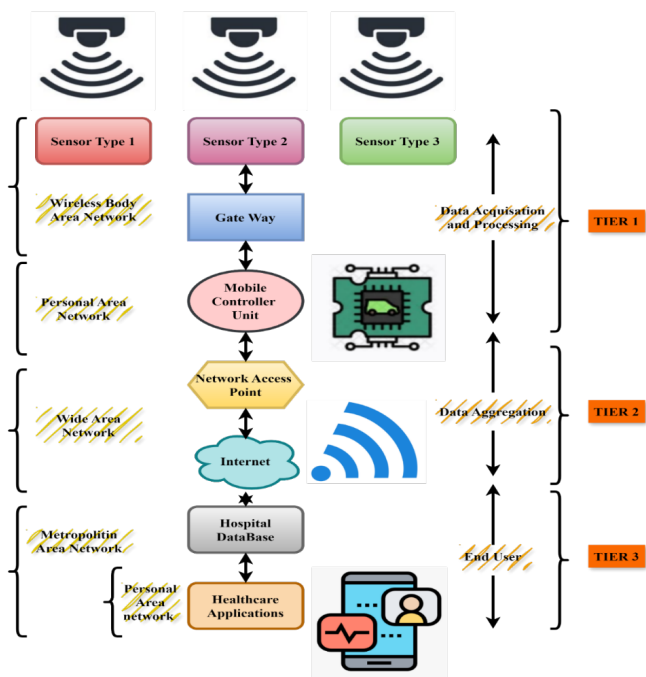 Sensor Type 1
Sensor Type 2
Sensor Type 3
Wireless Body
Area Network
Gate Way
Data Acquisation
and Processing
TIER 1
Mobile
Controller
Unit
Personal Area
Network
Network Access
Point
Wide Area
Network
Data Aggregation
TIER 2
Internet
Hospital
DataBase
Metropolitin
Area Network
End User
TIER 3
Personal
Area
network
Healthcare
Applications